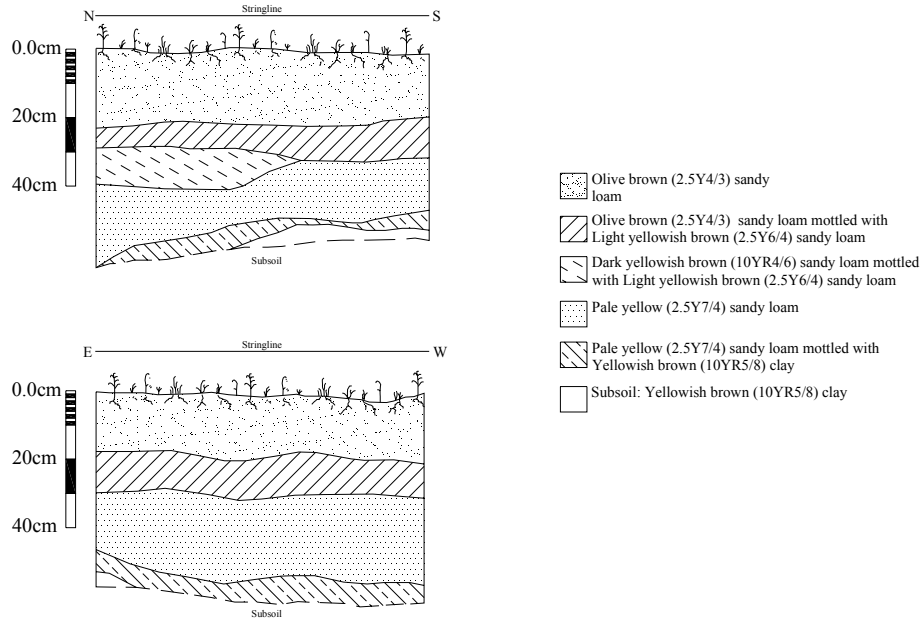 Stringline
N
S
0.0cm
20cm
40cm
Subsoil
Stringline
E
W
0.0cm
20cm
40cm
Subsoil
Olive brown (2.5Y4/3) sandy
loam
Olive brown (2.5Y4/3) sandy loam mottled with
Light yellowish brown (2.5Y6/4) sandy loam
Dark yellowish brown (10YR4/6) sandy loam mottled
with Light yellowish brown (2.5Y6/4) sandy loam
Pale yellow (2.5Y7/4) sandy loam
Pale yellow (2.5Y7/4) sandy loam mottled with
Yellowish brown (10YR5/8) clay
Subsoil: Yellowish brown (10YR5/8) clay